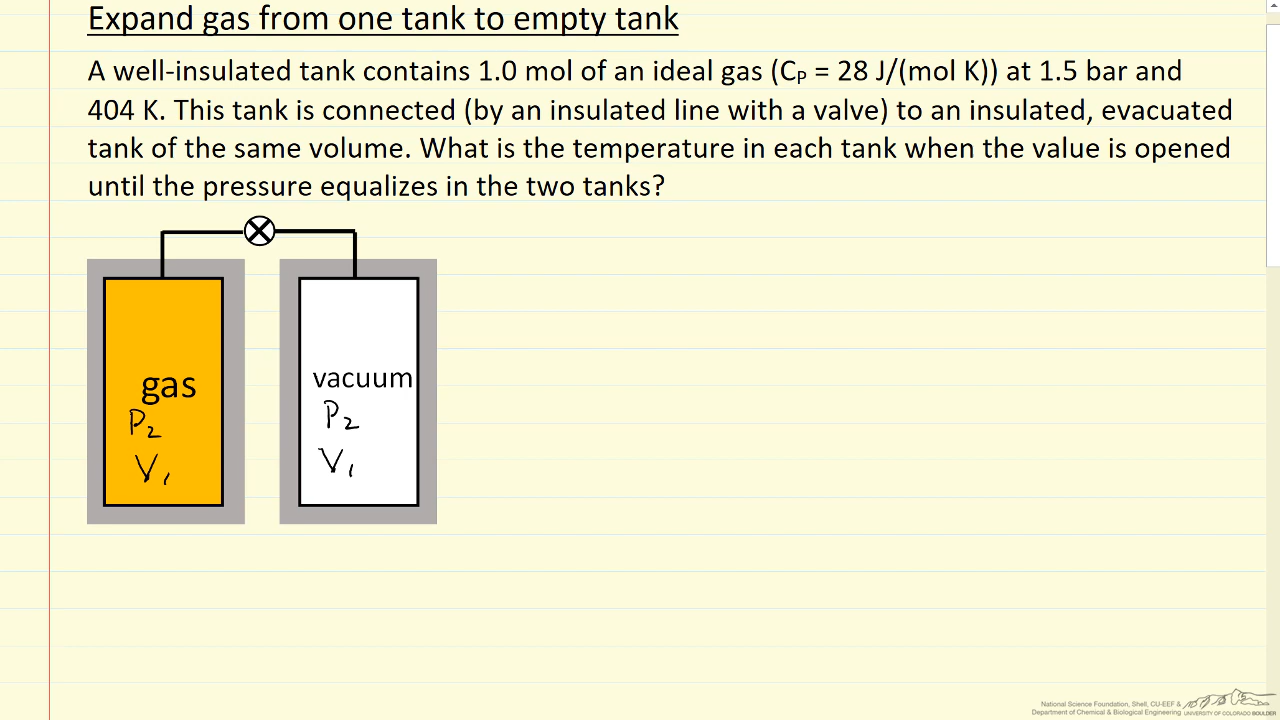 Expand gas from one tank to empty tank
A well-insulated tank contains 1.0 mol of an ideal gas (CP = 28 J/(mol K)) at 1.5 bar and
404 K. This tank is connected (by an insulated line with a valve) to an insulated, evacuated
tank of the same volume. What is the temperature in each tank when the value is opened
until the pressure equalizes in the two tanks?
gas
P2
V1
vacuum
P2
V1
National Science Foundation, Shell, CU-EEF &
Department of Chemical & Biological Engineering
UNIVERSITY OF COLORADO BOULDER